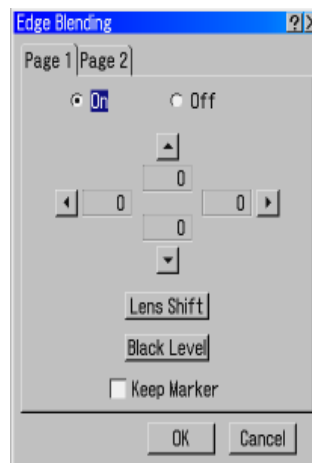 Edge Blending
Page 1 Page 2
On Off
0
0 0
0
Lens Shift
Black Level
Keep Marker
OK Cancel